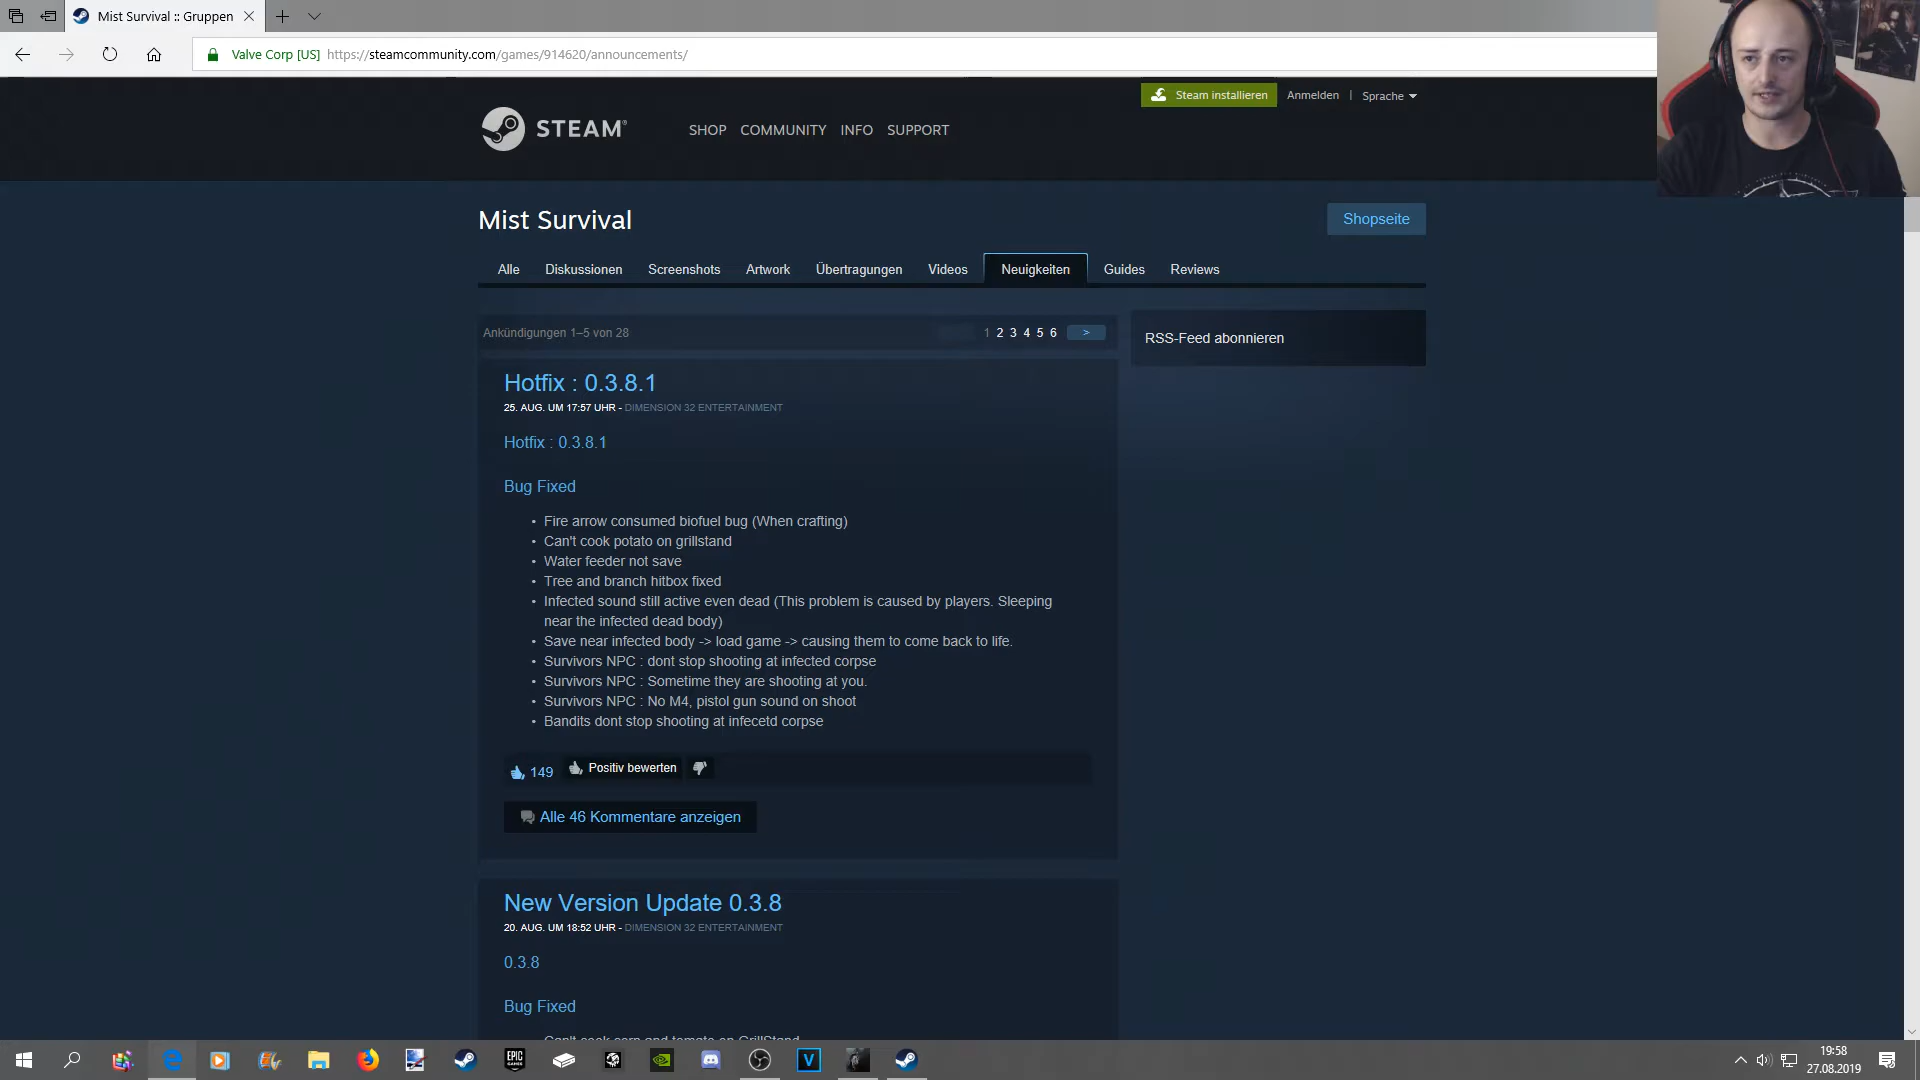 Mist Survival :: Gruppen
Valve Corp [US] https://steamcommunity.com/games/914620/announcements/
Steam installieren Anmelden | Sprache
STEAM® SHOP COMMUNITY INFO SUPPORT
Mist Survival
Shopseite
Alle Diskussionen Screenshots Artwork Übertragungen Videos Neuigkeiten Guides Reviews
Ankündigungen 1–5 von 28
1 2 3 4 5 6 >
RSS-Feed abonnieren
Hotfix : 0.3.8.1
25. AUG. UM 17:57 UHR - DIMENSION 32 ENTERTAINMENT
Hotfix : 0.3.8.1
Bug Fixed
• Fire arrow consumed biofuel bug (When crafting)
• Can't cook potato on grillstand
• Water feeder not save
• Tree and branch hitbox fixed
• Infected sound still active even dead (This problem is caused by players. Sleeping
near the infected dead body)
• Save near infected body -> load game -> causing them to come back to life.
• Survivors NPC : dont stop shooting at infected corpse
• Survivors NPC : Sometime they are shooting at you.
• Survivors NPC : No M4, pistol gun sound on shoot
• Bandits dont stop shooting at infecetd corpse
149 Positiv bewerten
Alle 46 Kommentare anzeigen
New Version Update 0.3.8
20. AUG. UM 18:52 UHR - DIMENSION 32 ENTERTAINMENT
0.3.8
Bug Fixed
Can't cook corn and tomato on GrillStand
EPIC GAMES
V
19:58
27.08.2019